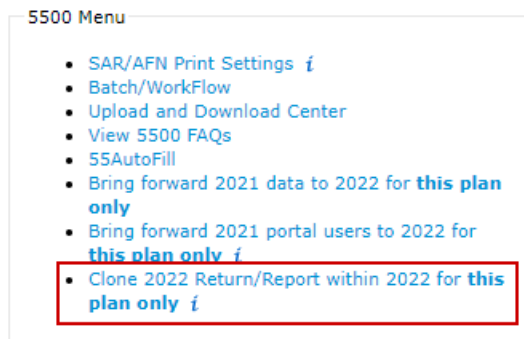 5500 Menu
• SAR/AFN Print Settings i
• Batch/WorkFlow
• Upload and Download Center
• View 5500 FAQs
• 55AutoFill
• Bring forward 2021 data to 2022 for this plan
only
• Bring forward 2021 portal users to 2022 for
this plan only i
• Clone 2022 Return/Report within 2022 for this
plan only i